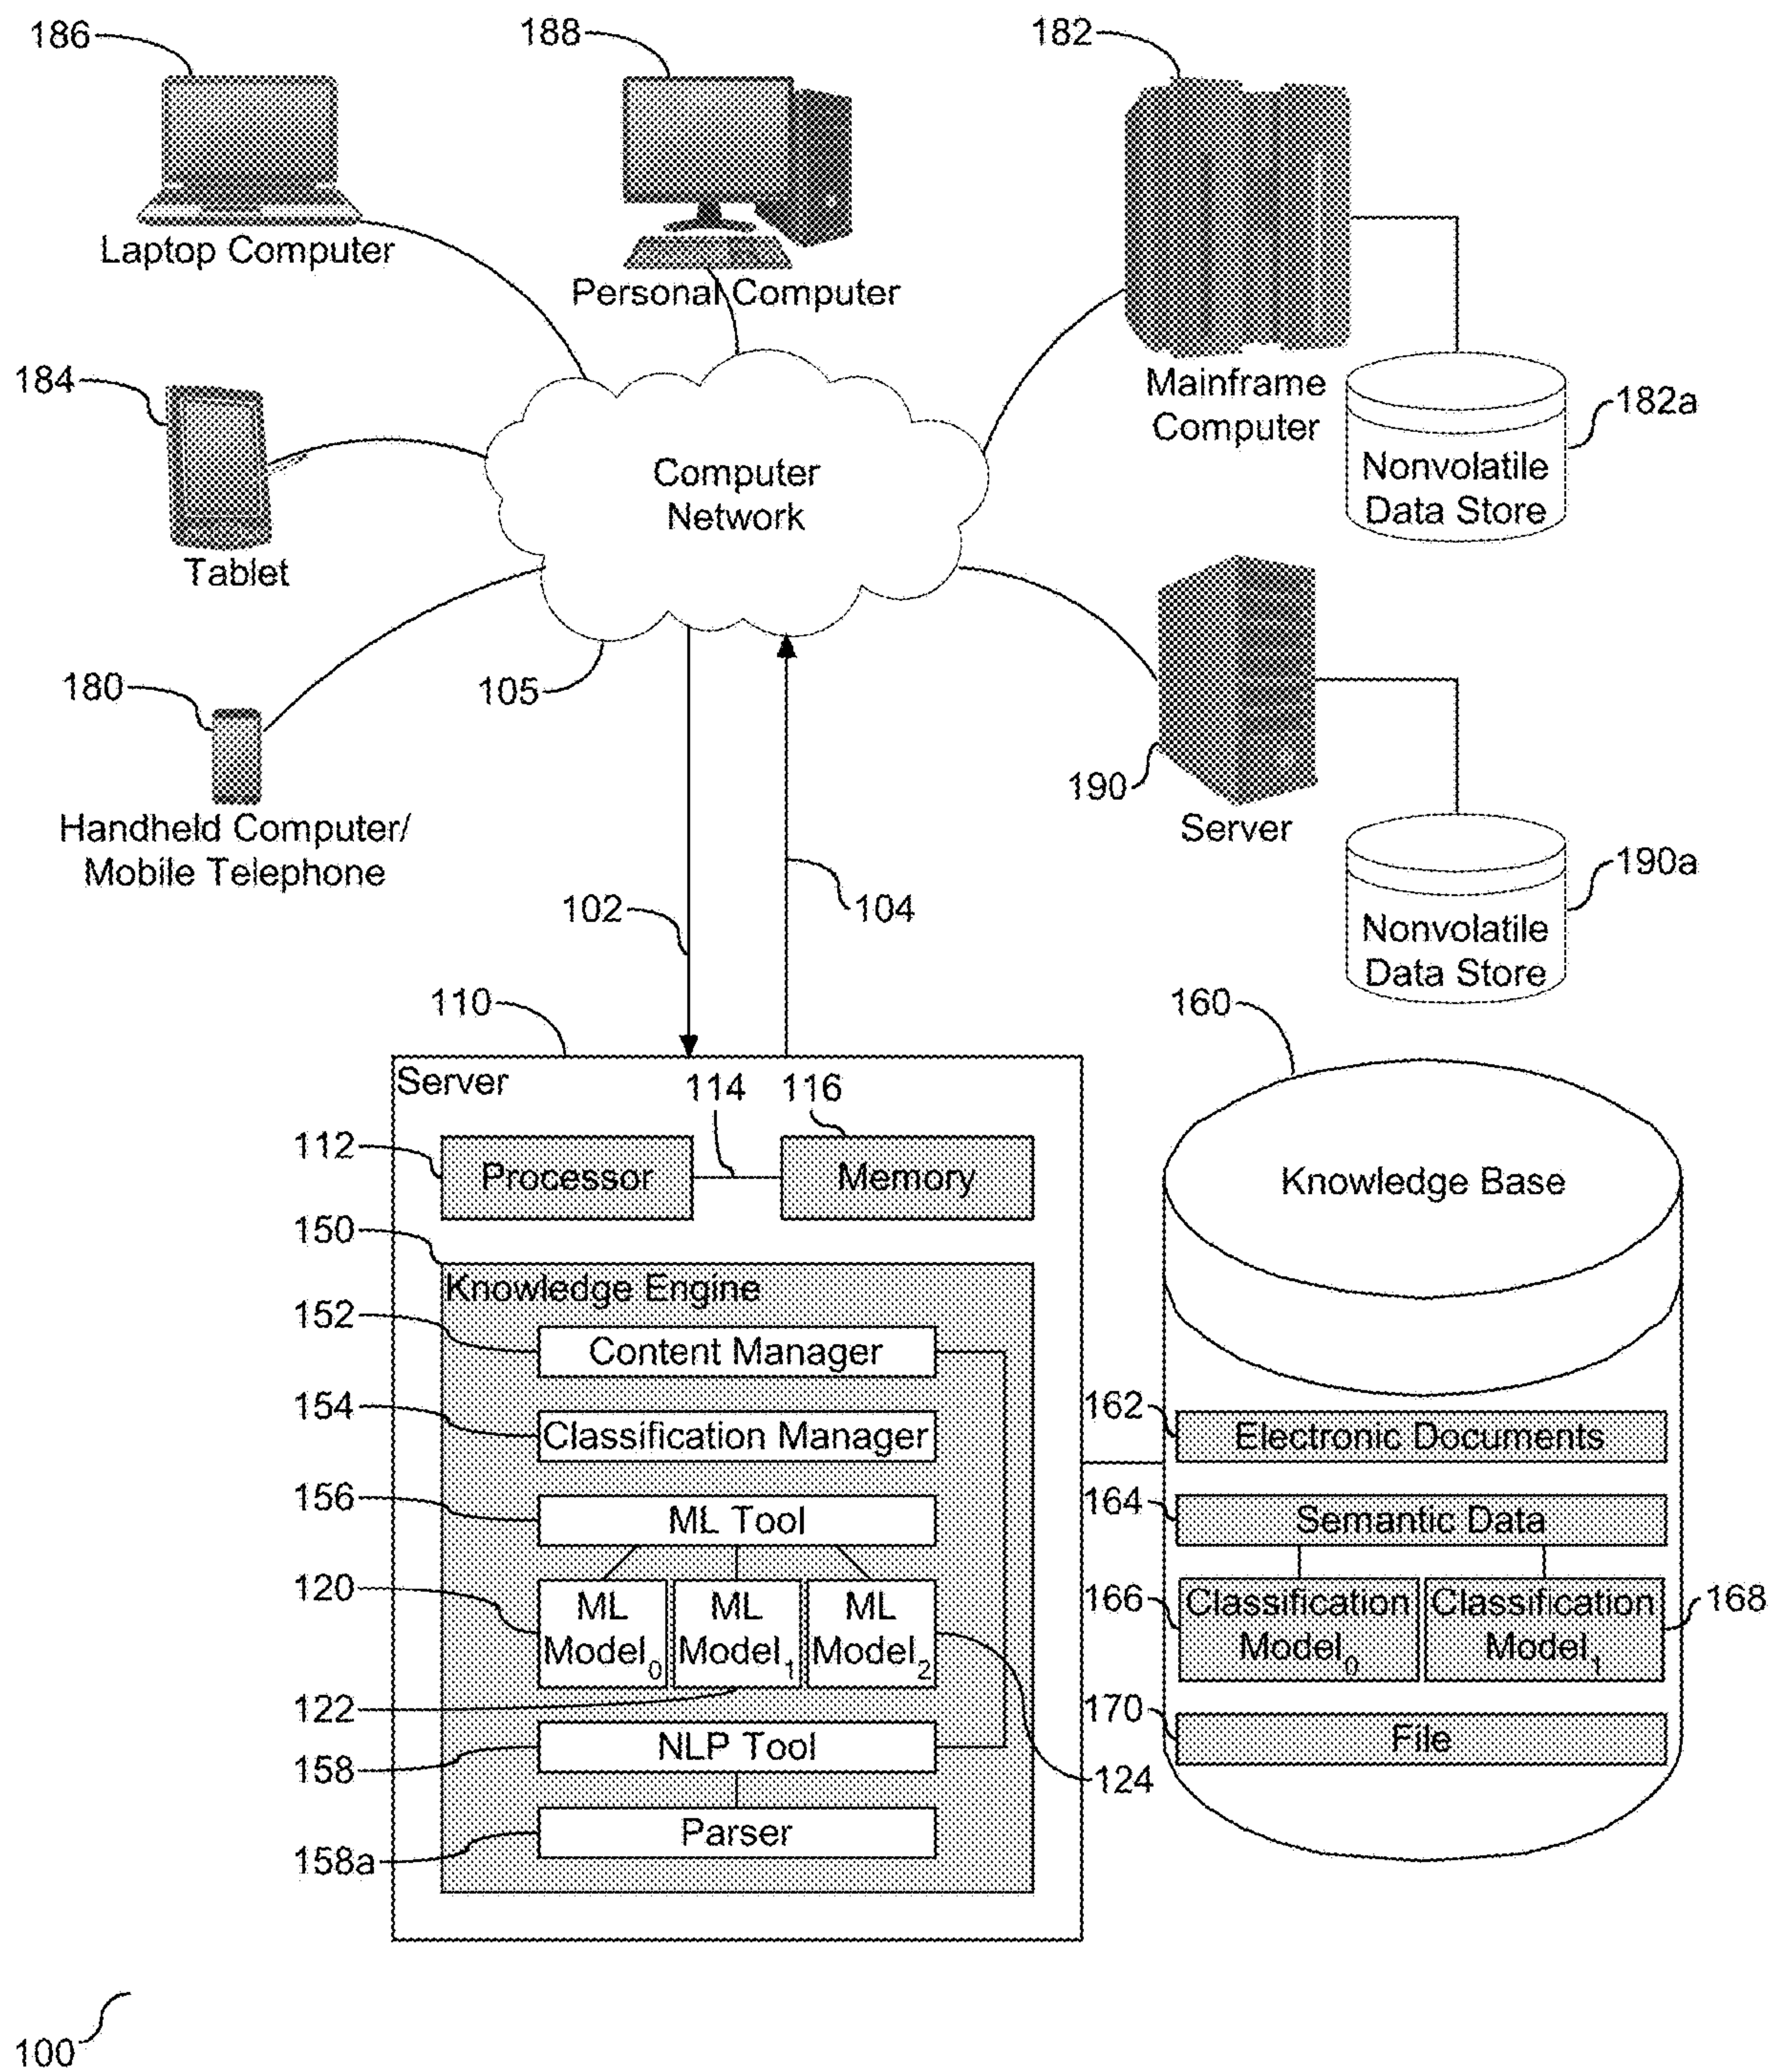 186
188
182
Laptop Computer
Personal Computer
184
Mainframe
Computer
182a
Computer
Network
Nonvolatile
Data Store
Tablet
180
105
190
Server
Handheld Computer/
Mobile Telephone
190a
102
104
Nonvolatile
Data Store
110
160
Server
114
116
112
Processor
Memory
Knowledge Base
150
Knowledge Engine
152
Content Manager
154
Classification Manager
162
Electronic Documents
156
ML Tool
164
Semantic Data
120
ML
Model0
ML
Model1
ML
Model2
166
Classification
Model0
Classification
Model1
168
122
170
File
158
NLP Tool
124
158a
Parser
100